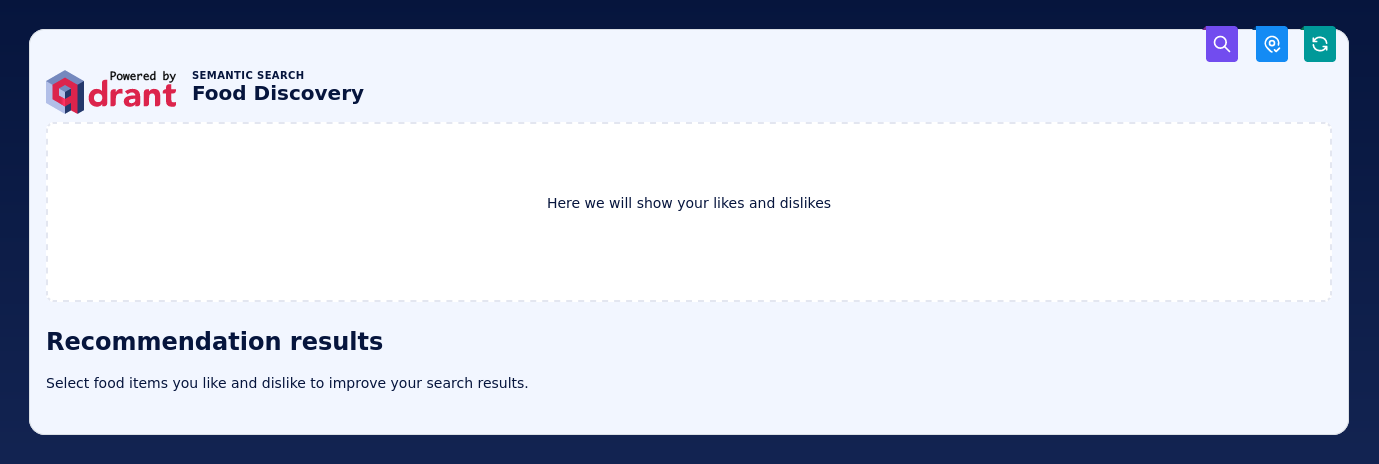 Powered by
qdrant
SEMANTIC SEARCH
Food Discovery
Here we will show your likes and dislikes
Recommendation results
Select food items you like and dislike to improve your search results.